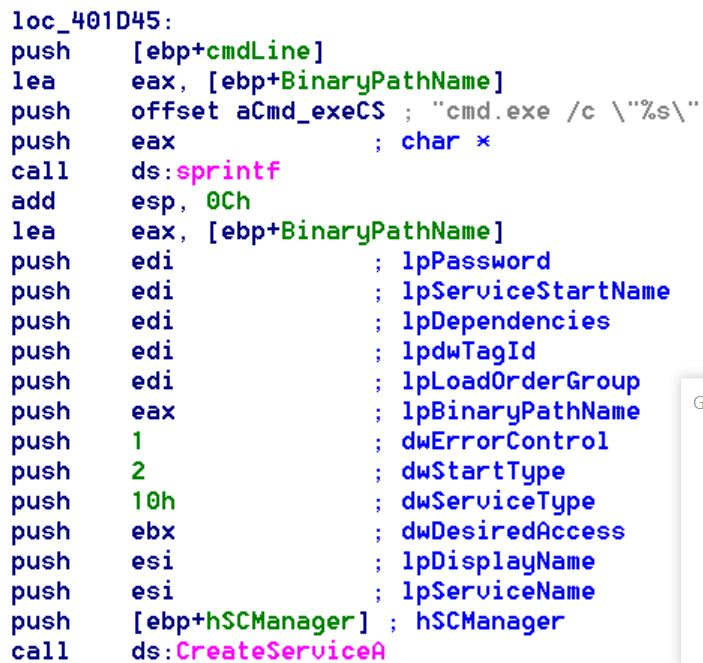 loc_401D45:
push [ebp+cmdLine]
lea eax, [ebp+BinaryPathName]
push offset aCmd_exeCS ; "cmd.exe /c \"%s\"
push eax ; char *
call ds:sprintf
add esp, 0Ch
lea eax, [ebp+BinaryPathName]
push edi ; lpPassword
push edi ; lpServiceStartName
push edi ; lpDependencies
push edi ; lpdwTagId
push edi ; lpLoadOrderGroup
push eax ; lpBinaryPathName
push 1 ; dwErrorControl
push 2 ; dwStartType
push 10h ; dwServiceType
push ebx ; dwDesiredAccess
push esi ; lpDisplayName
push esi ; lpServiceName
push [ebp+hSCManager] ; hSCManager
call ds:CreateServiceA